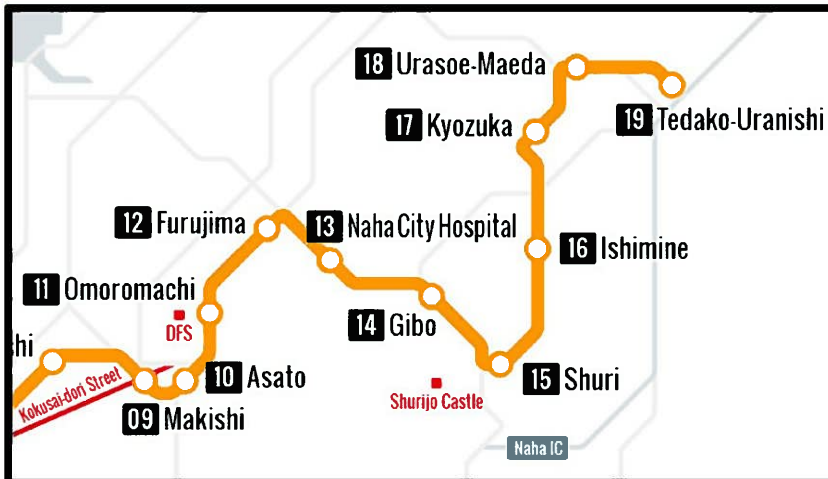 18 Urasoe-Maeda
19 Tedako-Uranishi
17 Kyozuka
12 Furujima
13 Naha City Hospital
16 Ishimine
11 Omoromachi
DFS
14 Gibo
chi
Kokusai-dori Street
10 Asato
15 Shuri
Shurijo Castle
09 Makishi
Naha IC